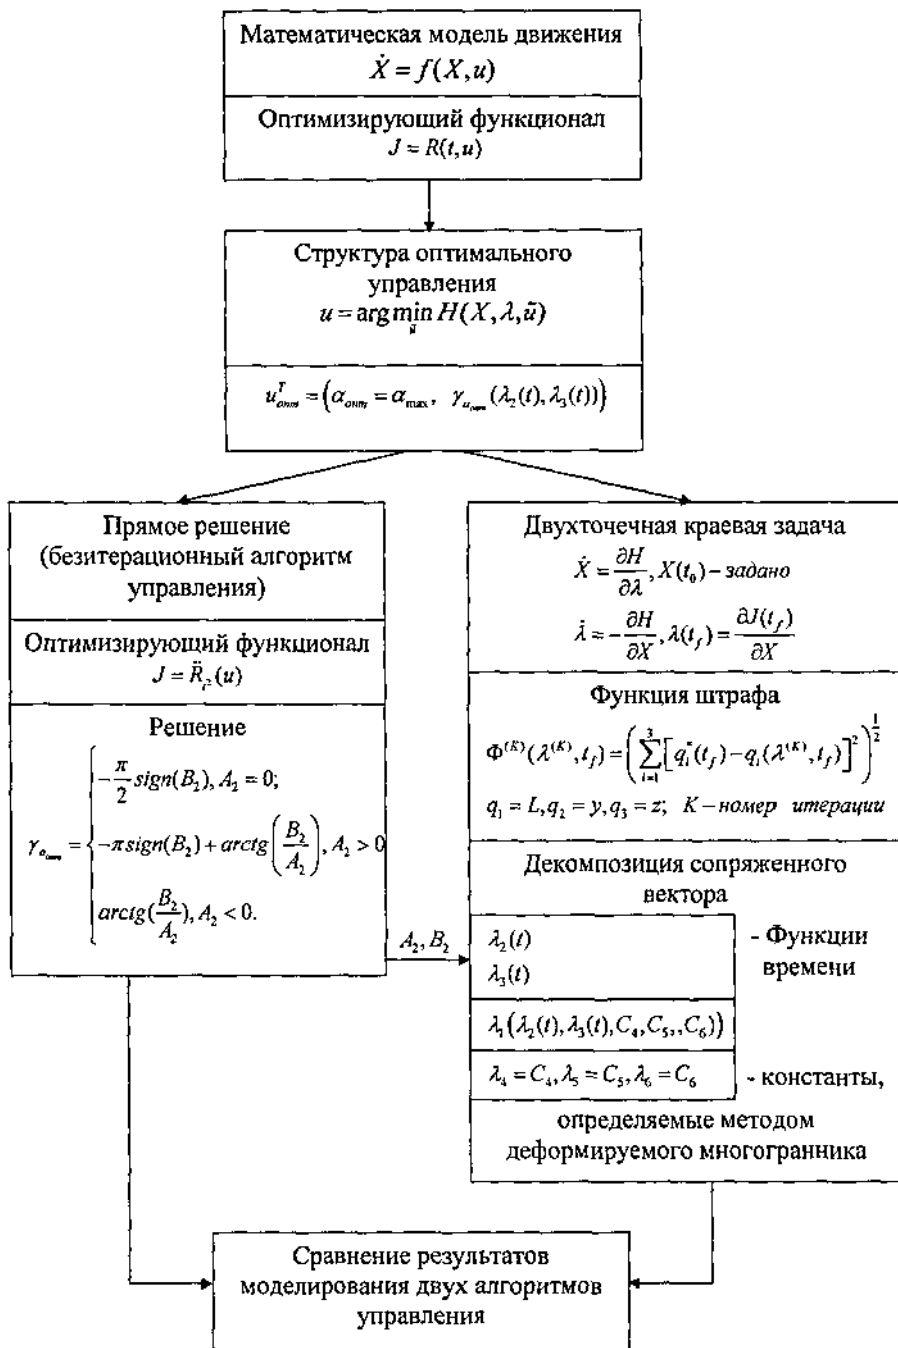 Математическая модель движения
Ẋ = f(X,u)
Оптимизирующий функционал
J = R(t,u)
Структура оптимального
управления
u = arg min H(X,λ,ũ)
ũ
u^T_опт = (α_опт = α_max, γ_{a_опт}(λ₂(t),λ₃(t)))
Прямое решение
(безитерационный алгоритм
управления)
Оптимизирующий функционал
J = R̈(u)
Решение
γ_{a_опт} = { -π/2 sign(B₂), A₂ = 0;
-π sign(B₂) + arctg(B₂/A₂), A₂ > 0
arctg(B₂/A₂), A₂ < 0.
A₂, B₂
Двухточечная краевая задача
Ẋ = ∂H/∂λ, X(t₀) – задано
λ̇ = -∂H/∂X, λ(t_f) = ∂J(t_f)/∂X
Функция штрафа
Φ^(K)(λ^(K),t_f) = (∑_{i=1}^{3}[q_i^*(t_f) - q_i(λ^(K),t_f)]²)^{1/2}
q₁ = L, q₂ = y, q₃ = z; K – номер итерации
Декомпозиция сопряженного
вектора
λ₂(t)
λ₃(t)
- Функции
времени
λ₁(λ₂(t),λ₃(t),C₄,C₅,,C₆))
λ₄ = C₄, λ₅ = C₅, λ₆ = C₆ - константы,
определяемые методом
деформируемого многогранника
Сравнение результатов
моделирования двух алгоритмов
управления